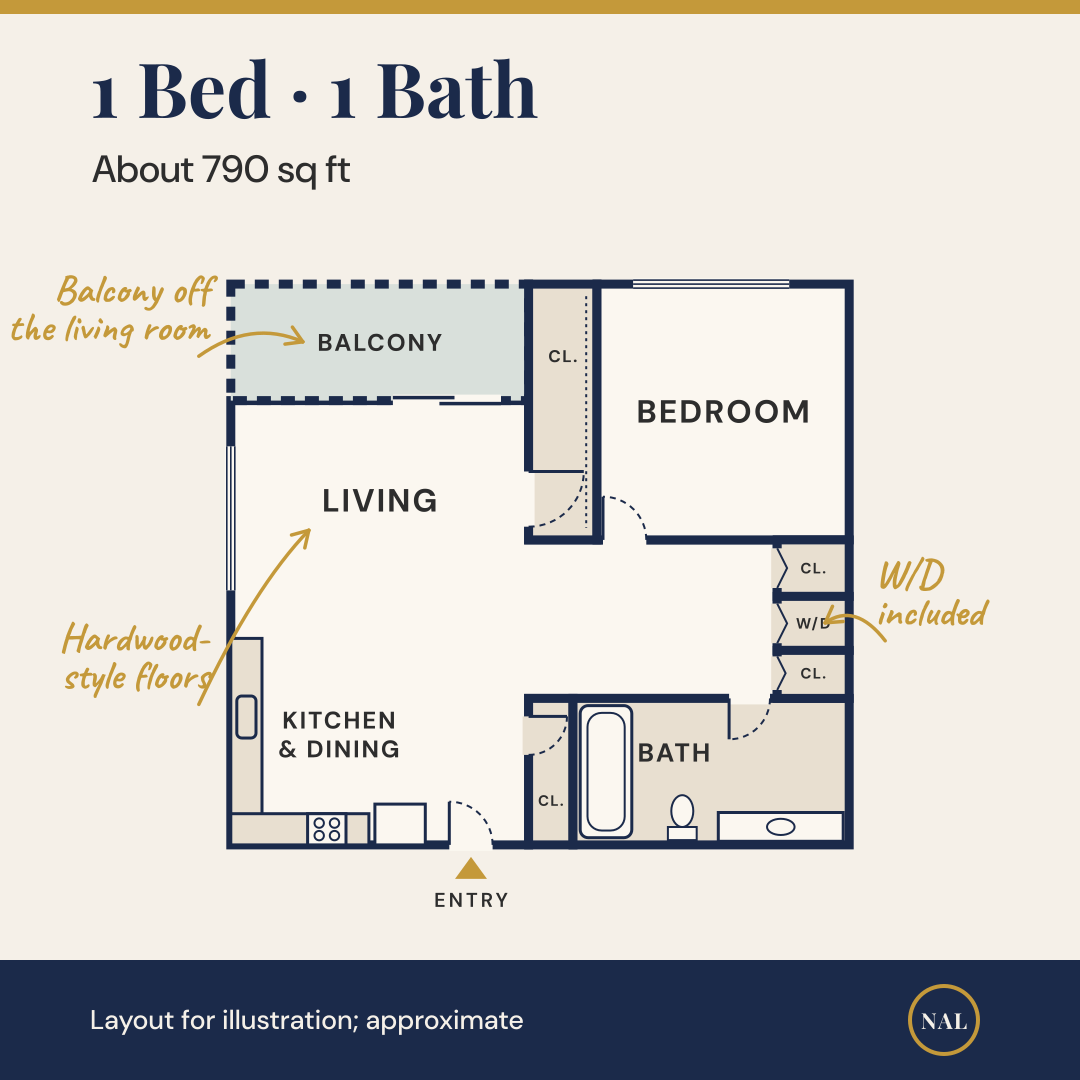 1 Bed · 1 Bath
About 790 sq ft
Balcony off
the living room
BALCONY
CL.
BEDROOM
LIVING
CL.
W/D
CL.
W/D
included
Hardwood-
style floors
KITCHEN
& DINING
BATH
CL.
ENTRY
Layout for illustration; approximate
NAL